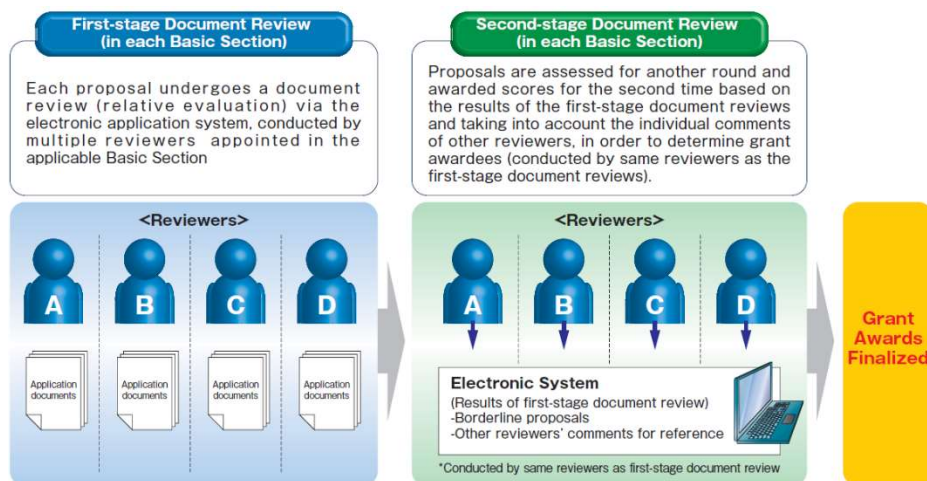 First-stage Document Review
(in each Basic Section)
Each proposal undergoes a document
review (relative evaluation) via the
electronic application system, conducted by
multiple reviewers appointed in the
applicable Basic Section
<Reviewers>
A
B
C
D
Application
documents
Application
documents
Application
documents
Application
documents
Second-stage Document Review
(in each Basic Section)
Proposals are assessed for another round and
awarded scores for the second time based on
the results of the first-stage document reviews
and taking into account the individual comments
of other reviewers, in order to determine grant
awardees (conducted by same reviewers as the
first-stage document reviews).
<Reviewers>
A
B
C
D
Electronic System
(Results of first-stage document review)
-Borderline proposals
-Other reviewers' comments for reference
*Conducted by same reviewers as first-stage document review
Grant
Awards
Finalized